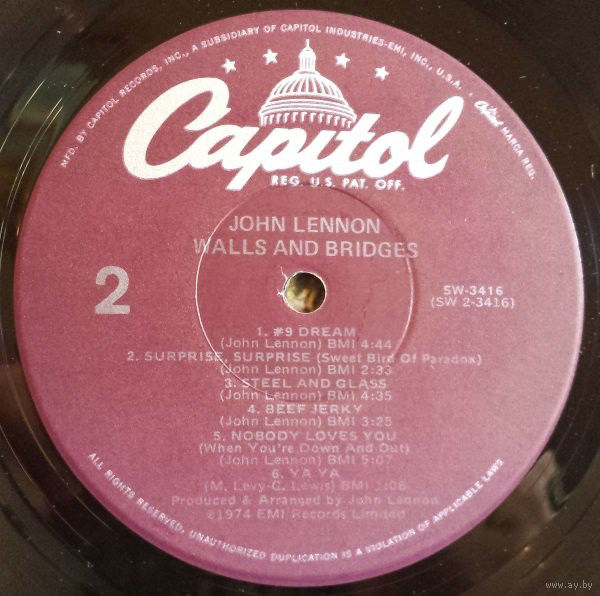 MFD. BY CAPITOL RECORDS, INC., A SUBSIDIARY OF CAPITOL INDUSTRIES-EMI, INC., U.S.A. · Capitol MARCA REG.
Capitol
REG. U.S. PAT. OFF.
JOHN LENNON
WALLS AND BRIDGES
2
SW-3416
(SW 2-3416)
1. #9 DREAM
(John Lennon) BMI 4:44
2. SURPRISE, SURPRISE (Sweet Bird Of Paradox)
(John Lennon) BMI 2:33
3. STEEL AND GLASS
(John Lennon) BMI 4:35
4. BEEF JERKY
(John Lennon) BMI 3:25
5. NOBODY LOVES YOU
(When You're Down And Out)
(John Lennon) BMI 5:07
6. YA YA
(M. Levy-C. Lewis) BMI :06
Produced & Arranged by John Lennon
©1974 EMI Records Limited
ALL RIGHTS RESERVED. UNAUTHORIZED DUPLICATION IS A VIOLATION OF APPLICABLE LAWS
www.ay.by